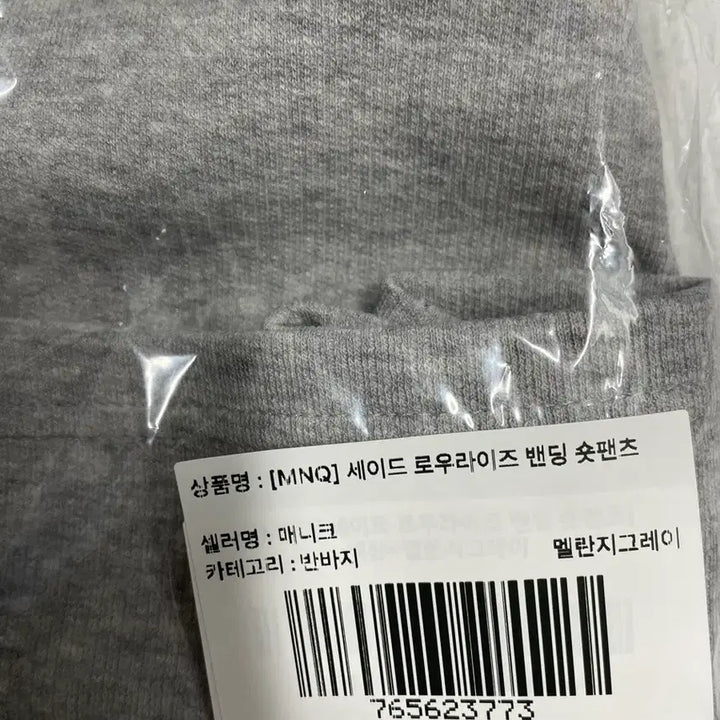 상품명 : [MNQ] 세이드 로우라이즈 밴딩 숏팬츠
셀러명 : 매니크
카테고리 : 반바지 멜란지그레이
765623773